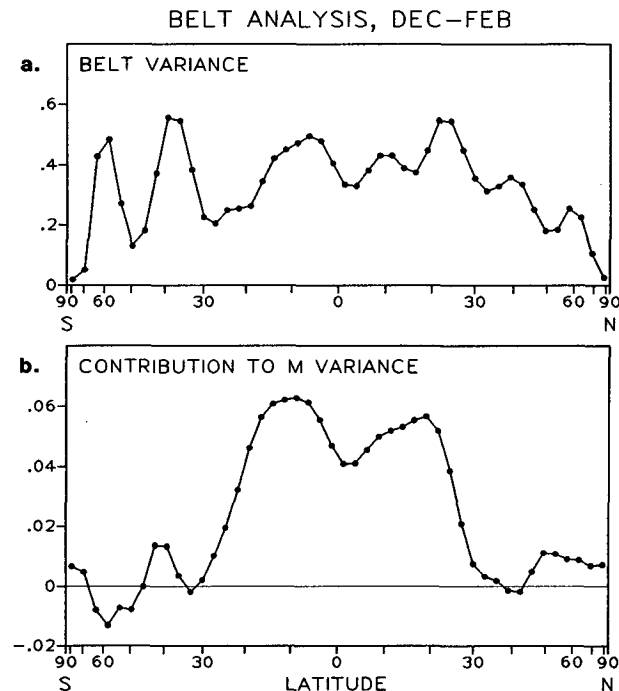 BELT ANALYSIS, DEC–FEB
a. BELT VARIANCE
.6
.4
.2
0
90 60 30 0 30 60 90
S N
b. CONTRIBUTION TO M VARIANCE
.06
.04
.02
0
-.02
90 60 30 0 30 60 90
S LATITUDE N